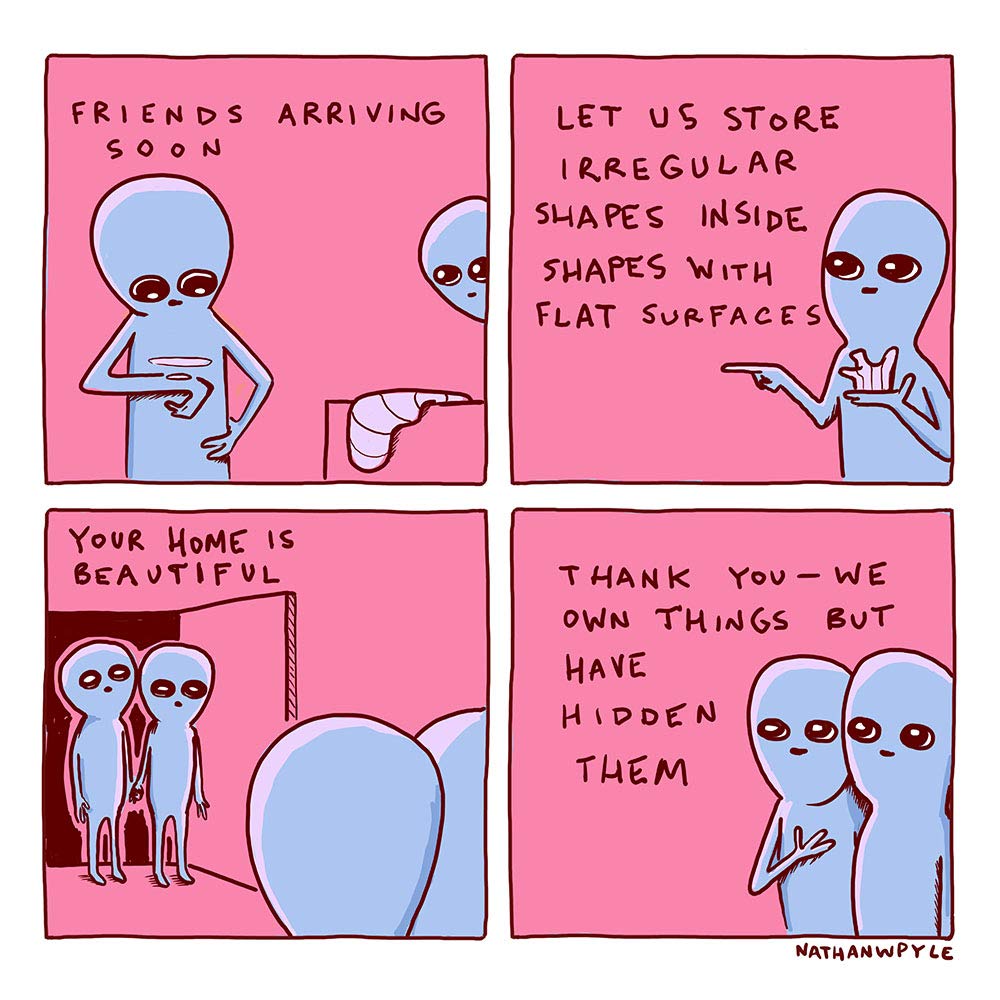 FRIENDS ARRIVING
SOON
LET US STORE
IRREGULAR
SHAPES INSIDE
SHAPES WITH
FLAT SURFACES
YOUR HOME IS
BEAUTIFUL
THANK YOU — WE
OWN THINGS BUT
HAVE
HIDDEN
THEM
NATHANWPYLE